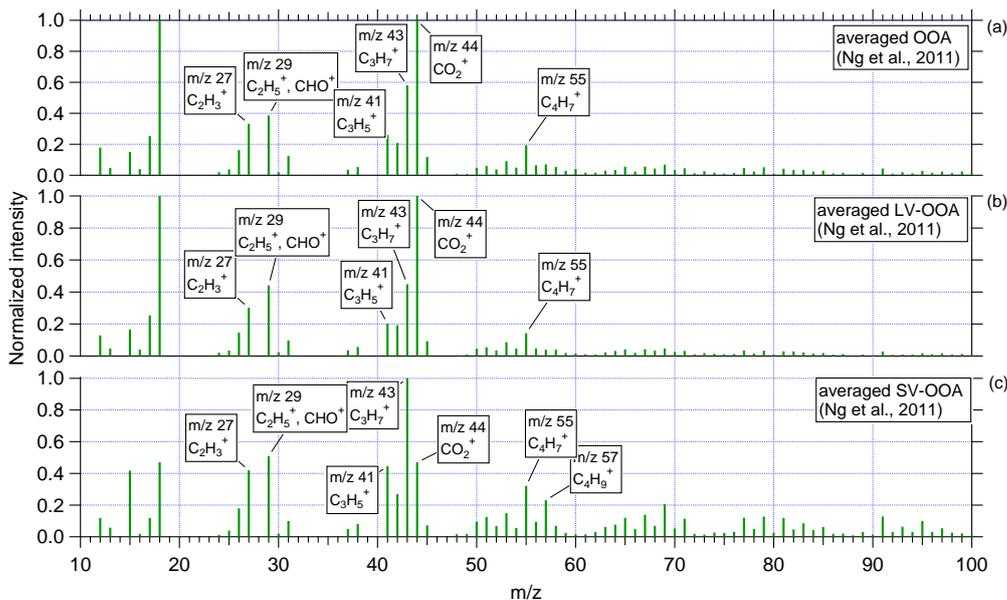 (a)
averaged OOA
(Ng et al., 2011)
m/z 27
C₂H₃⁺
m/z 29
C₂H₅⁺, CHO⁺
m/z 41
C₃H₅⁺
m/z 43
C₃H₇⁺
m/z 44
CO₂⁺
m/z 55
C₄H₇⁺
1.0
0.8
0.6
0.4
0.2
0.0
(b)
averaged LV-OOA
(Ng et al., 2011)
m/z 27
C₂H₃⁺
m/z 29
C₂H₅⁺, CHO⁺
m/z 41
C₃H₅⁺
m/z 43
C₃H₇⁺
m/z 44
CO₂⁺
m/z 55
C₄H₇⁺
1.0
0.8
0.6
0.4
0.2
0.0
Normalized intensity
(c)
averaged SV-OOA
(Ng et al., 2011)
m/z 27
C₂H₃⁺
m/z 29
C₂H₅⁺, CHO⁺
m/z 41
C₃H₅⁺
m/z 43
C₃H₇⁺
m/z 44
CO₂⁺
m/z 55
C₄H₇⁺
m/z 57
C₄H₉⁺
1.0
0.8
0.6
0.4
0.2
0.0
10 20 30 40 50 60 70 80 90 100
m/z